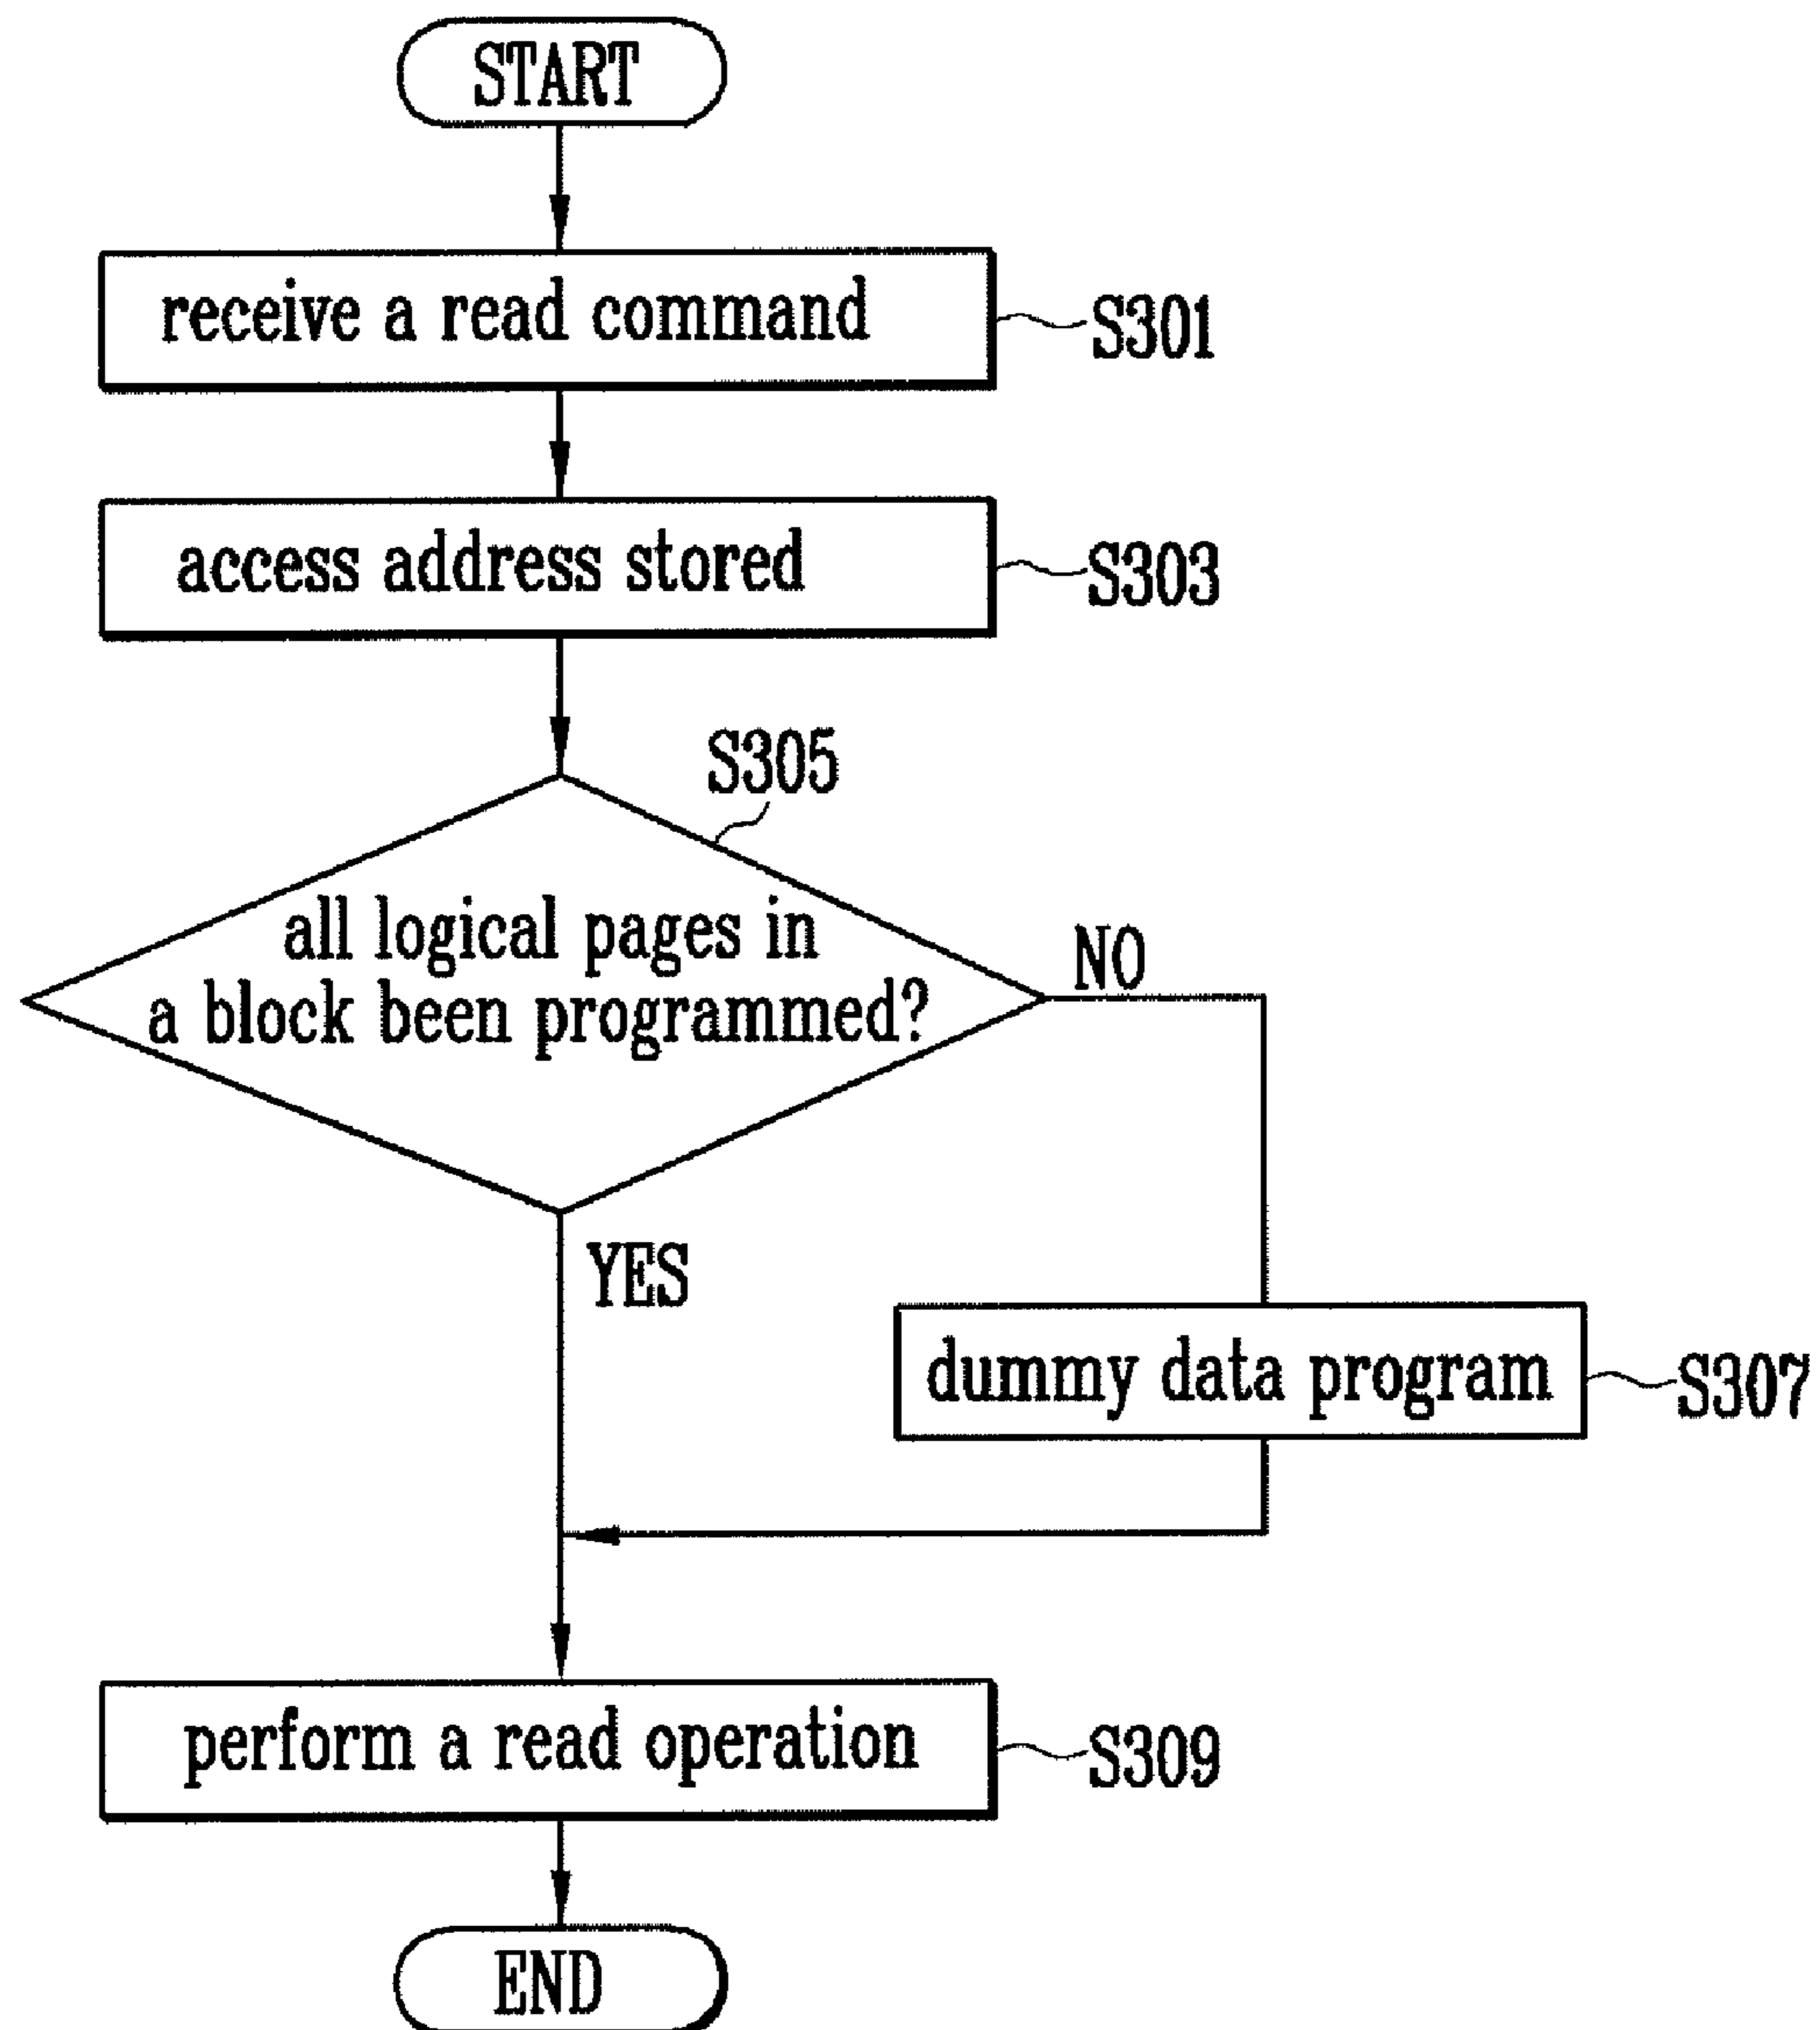 START
receive a read command
S301
access address stored
S303
S305
all logical pages in
a block been programmed?
NO
YES
dummy data program
S307
perform a read operation
S309
END